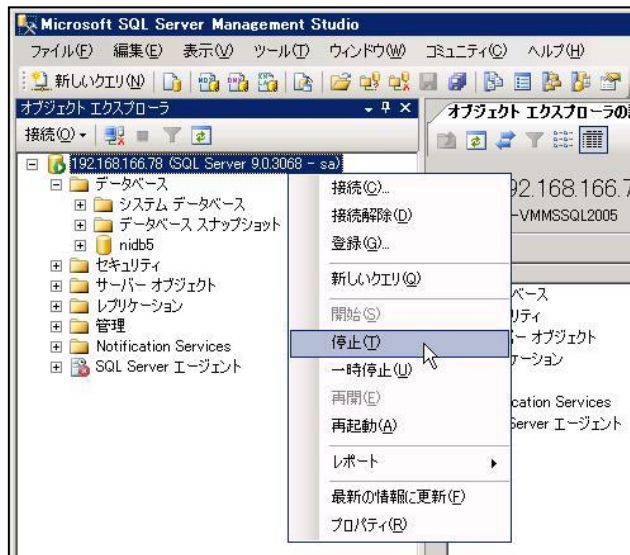 Microsoft SQL Server Management Studio
ファイル(F) 編集(E) 表示(V) ツール(T) ウィンドウ(W) コミュニティ(C) ヘルプ(H)
新しいクエリ(N)
オブジェクト エクスプローラ
オブジェクト エクスプローラの
接続(O)
192.168.166.78 (SQL Server 9.0.3068 - sa)
データベース
システム データベース
データベース スナップショット
nidb5
セキュリティ
サーバー オブジェクト
レプリケーション
管理
Notification Services
SQL Server エージェント
接続(C)...
接続解除(D)
登録(G)...
新しいクエリ(Q)
開始(S)
停止(T)
一時停止(U)
再開(E)
再起動(A)
レポート
最新の情報に更新(F)
プロパティ(R)
92.168.166.7
-VMMSSQL2005
ベース
リティ
ー オブジェクト
ケーション
cation Services
Server エージェント